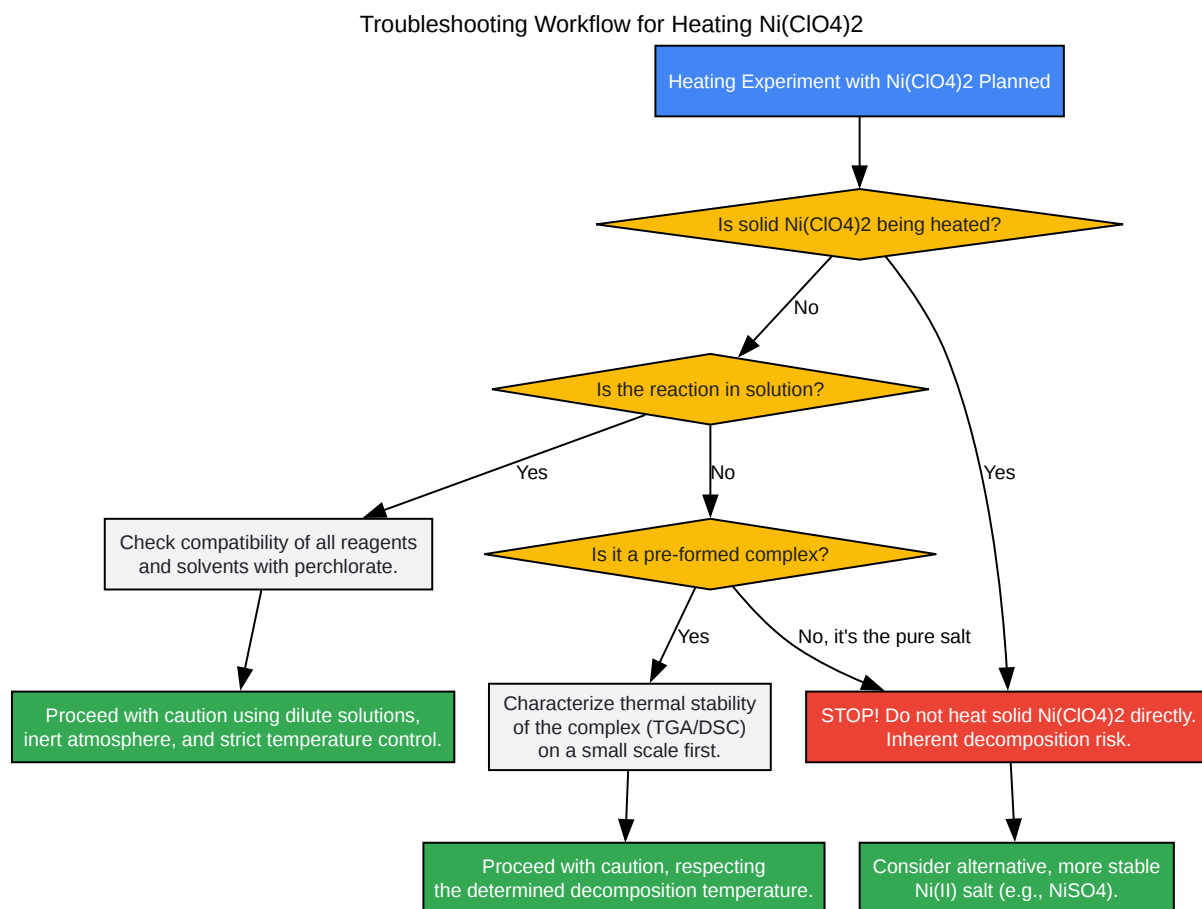 Troubleshooting Workflow for Heating Ni(ClO4)2
Heating Experiment with Ni(ClO4)2 Planned
Is solid Ni(ClO4)2 being heated?
No
Is the reaction in solution?
Yes
No
Yes
Check compatibility of all reagents
and solvents with perchlorate.
Is it a pre-formed complex?
Yes
No, it's the pure salt
Proceed with caution using dilute solutions,
inert atmosphere, and strict temperature control.
Characterize thermal stability
of the complex (TGA/DSC)
on a small scale first.
STOP! Do not heat solid Ni(ClO4)2 directly.
Inherent decomposition risk.
Proceed with caution, respecting
the determined decomposition temperature.
Consider alternative, more stable
Ni(II) salt (e.g., NiSO4).